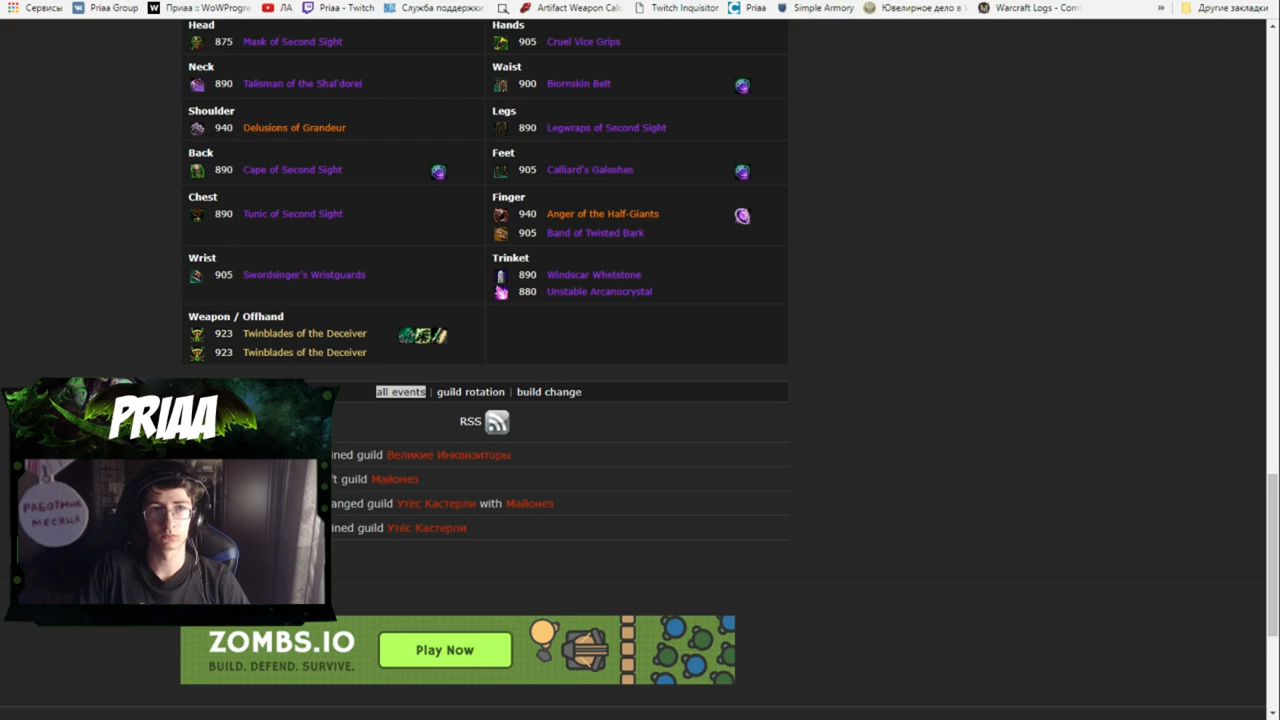 Сервисы Priaa Group Приаа :: WoWProgre ЛА Priaa - Twitch Служба поддержки Artifact Weapon Calc Twitch Inquisitor Priaa Simple Armory Ювелирное дело в Warcraft Logs - Comb » Другие закладки
Head
875 Mask of Second Sight
Hands
905 Cruel Vice Grips
Neck
890 Talisman of the Shal'dorei
Waist
900 Biornskin Belt
Shoulder
940 Delusions of Grandeur
Legs
890 Legwraps of Second Sight
Back
890 Cape of Second Sight
Feet
905 Calliard's Galoshes
Chest
890 Tunic of Second Sight
Finger
940 Anger of the Half-Giants
905 Band of Twisted Bark
Wrist
905 Swordsinger's Wristguards
Trinket
890 Windscar Whetstone
880 Unstable Arcanocrystal
Weapon / Offhand
923 Twinblades of the Deceiver
923 Twinblades of the Deceiver
all events | guild rotation | build change
RSS
ined guild Великие Инквизиторы
ft guild Майонез
anged guild Утёс Кастерли with Майонез
ined guild Утёс Кастерли
PRIAA
РАБОТНИК
МЕСЯЦА
ZOMBS.IO
BUILD. DEFEND. SURVIVE.
Play Now